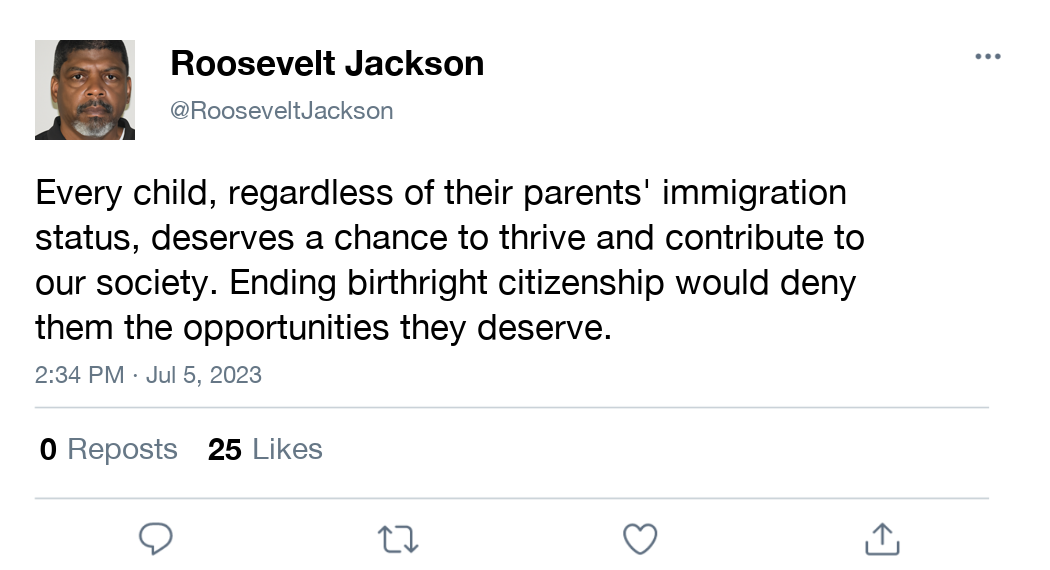 Roosevelt Jackson
@RooseveltJackson
Every child, regardless of their parents' immigration
status, deserves a chance to thrive and contribute to
our society. Ending birthright citizenship would deny
them the opportunities they deserve.
2:34 PM · Jul 5, 2023
0 Reposts 25 Likes